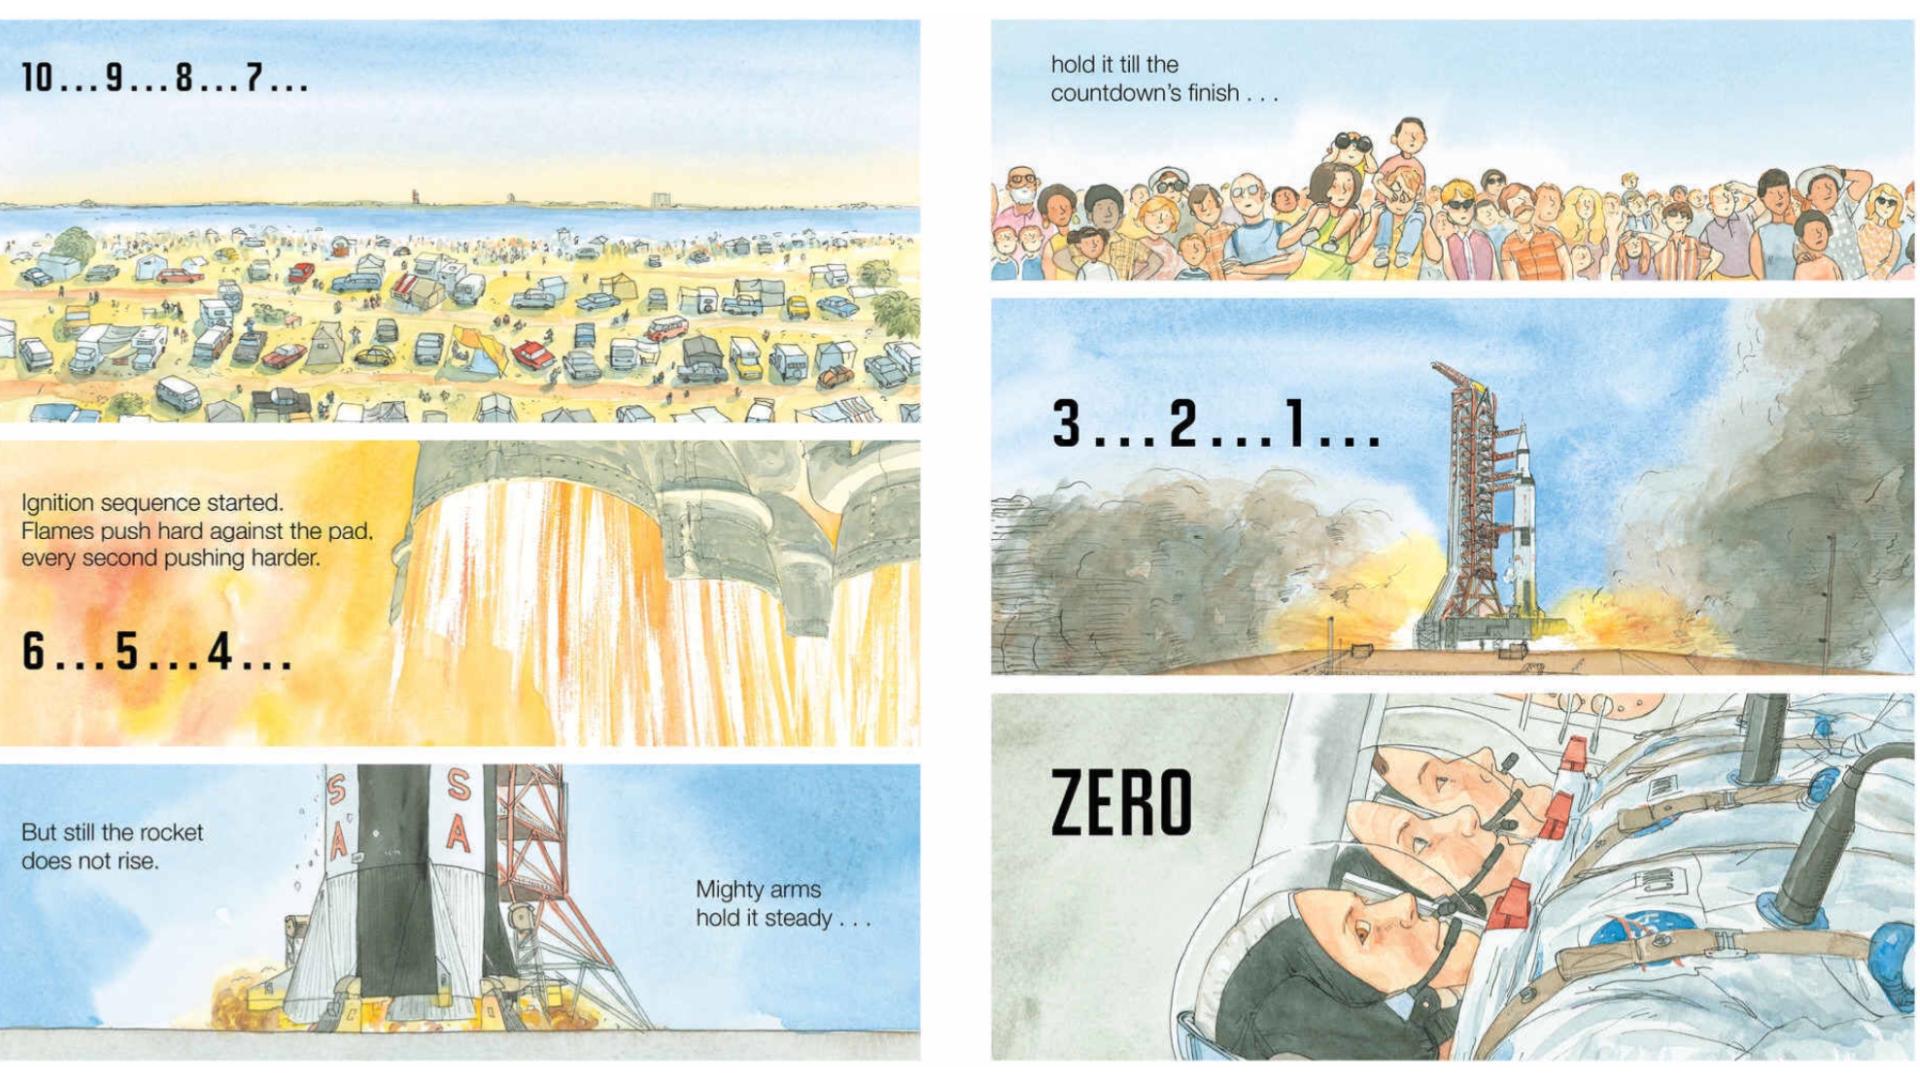 10...9...8...7...
Ignition sequence started.
Flames push hard against the pad,
every second pushing harder.
6...5...4...
S S
A A
But still the rocket
does not rise.
Mighty arms
hold it steady . . .
hold it till the
countdown’s finish . . .
3...2...1...
ZERO